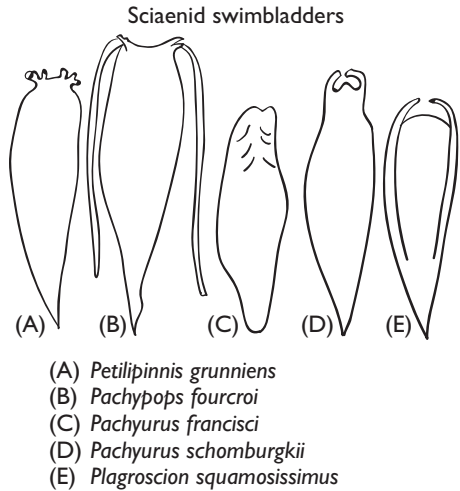 Sciaenid swimbladders
(A) (B) (C) (D) (E)
(A) Petilipinnis grunniens
(B) Pachypops fourcroi
(C) Pachyurus francisci
(D) Pachyurus schomburgkii
(E) Plagroscion squamosissimus